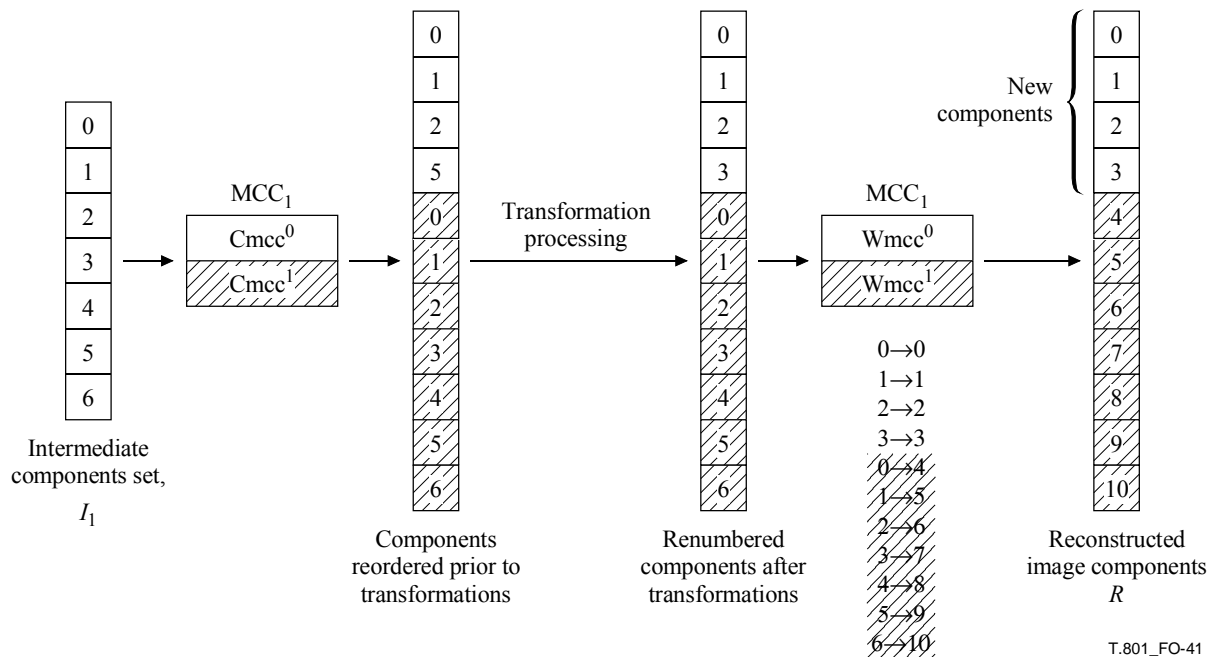 0
1
2
3
4
5
6
Intermediate
components set,
I1
MCC1
Cmcc0
Cmcc1
0
1
2
5
0
1
2
3
4
5
6
Components
reordered prior to
transformations
Transformation
processing
0
1
2
3
0
1
2
3
4
5
6
Renumbered
components after
transformations
MCC1
Wmcc0
Wmcc1
0→0
1→1
2→2
3→3
0→4
1→5
2→6
3→7
4→8
5→9
6→10
New
components
0
1
2
3
4
5
6
7
8
9
10
Reconstructed
image components
R
T.801_FO-41